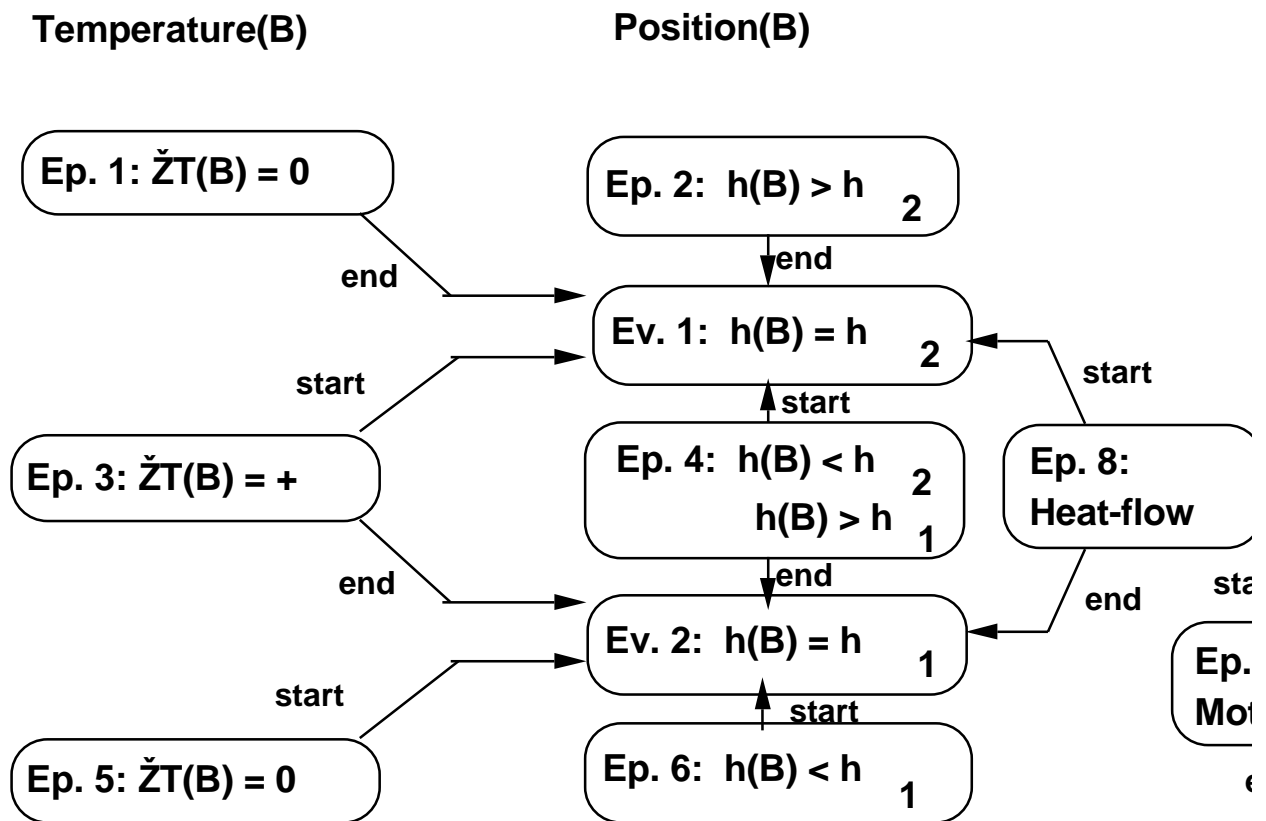 Temperature(B)
Position(B)
Ep. 1: ŽT(B) = 0
Ep. 2: h(B) > h 2
end
end
Ev. 1: h(B) = h 2
start
start
start
Ep. 3: ŽT(B) = +
Ep. 4: h(B) < h 2
h(B) > h 1
Ep. 8:
Heat-flow
end
end
end
Ev. 2: h(B) = h 1
Ep.
start
start
Ep. 5: ŽT(B) = 0
Ep. 6: h(B) < h 1